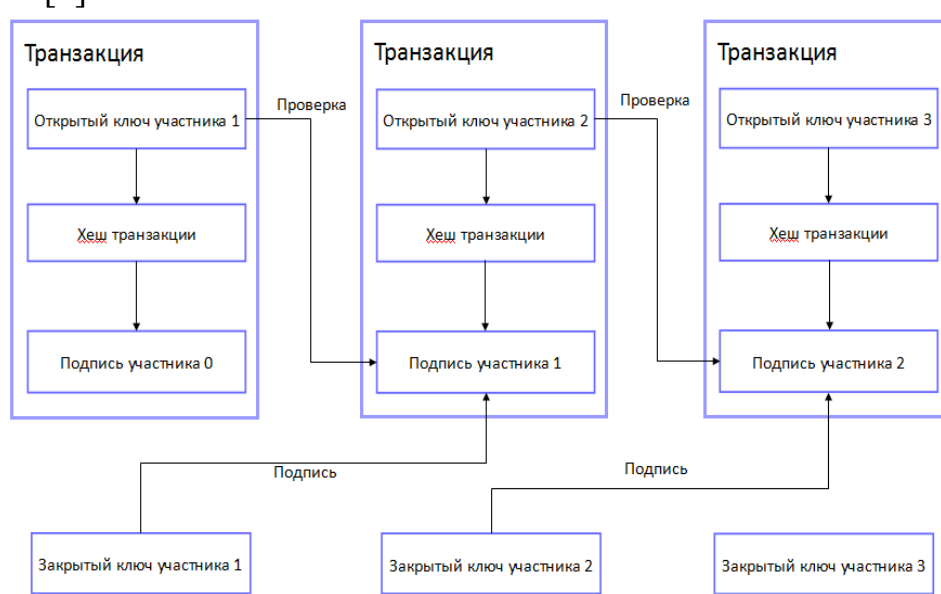 Транзакция
Транзакция
Транзакция
Открытый ключ участника 1
Проверка
Открытый ключ участника 2
Проверка
Открытый ключ участника 3
Хеш транзакции
Хеш транзакции
Хеш транзакции
Подпись участника 0
Подпись участника 1
Подпись участника 2
Подпись
Подпись
Закрытый ключ участника 1
Закрытый ключ участника 2
Закрытый ключ участника 3